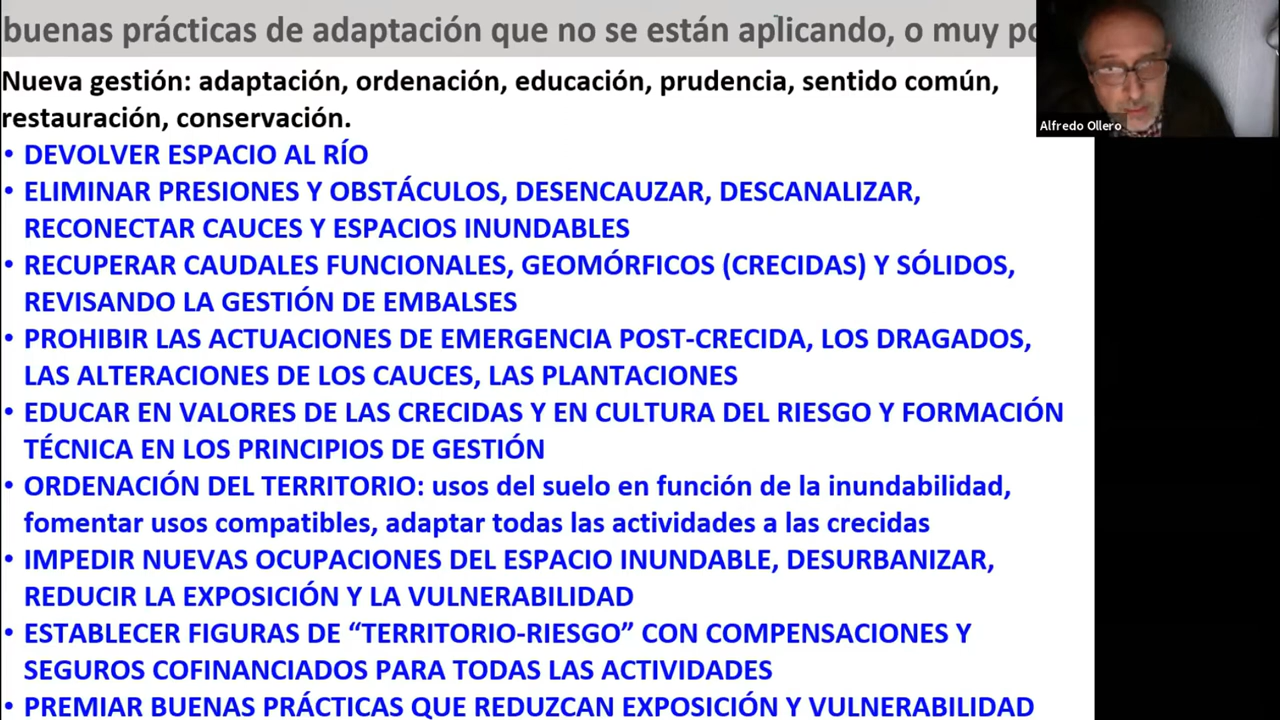 buenas prácticas de adaptación que no se están aplicando, o muy
Alfredo Ollero
Nueva gestión: adaptación, ordenación, educación, prudencia, sentido común,
restauración, conservación.
• DEVOLVER ESPACIO AL RÍO
• ELIMINAR PRESIONES Y OBSTÁCULOS, DESENCAUZAR, DESCANALIZAR,
RECONECTAR CAUCES Y ESPACIOS INUNDABLES
• RECUPERAR CAUDALES FUNCIONALES, GEOMÓRFICOS (CRECIDAS) Y SÓLIDOS,
REVISANDO LA GESTIÓN DE EMBALSES
• PROHIBIR LAS ACTUACIONES DE EMERGENCIA POST-CRECIDA, LOS DRAGADOS,
LAS ALTERACIONES DE LOS CAUCES, LAS PLANTACIONES
• EDUCAR EN VALORES DE LAS CRECIDAS Y EN CULTURA DEL RIESGO Y FORMACIÓN
TÉCNICA EN LOS PRINCIPIOS DE GESTIÓN
• ORDENACIÓN DEL TERRITORIO: usos del suelo en función de la inundabilidad,
fomentar usos compatibles, adaptar todas las actividades a las crecidas
• IMPEDIR NUEVAS OCUPACIONES DEL ESPACIO INUNDABLE, DESURBANIZAR,
REDUCIR LA EXPOSICIÓN Y LA VULNERABILIDAD
• ESTABLECER FIGURAS DE “TERRITORIO-RIESGO” CON COMPENSACIONES Y
SEGUROS COFINANCIADOS PARA TODAS LAS ACTIVIDADES
• PREMIAR BUENAS PRÁCTICAS QUE REDUZCAN EXPOSICIÓN Y VULNERABILIDAD